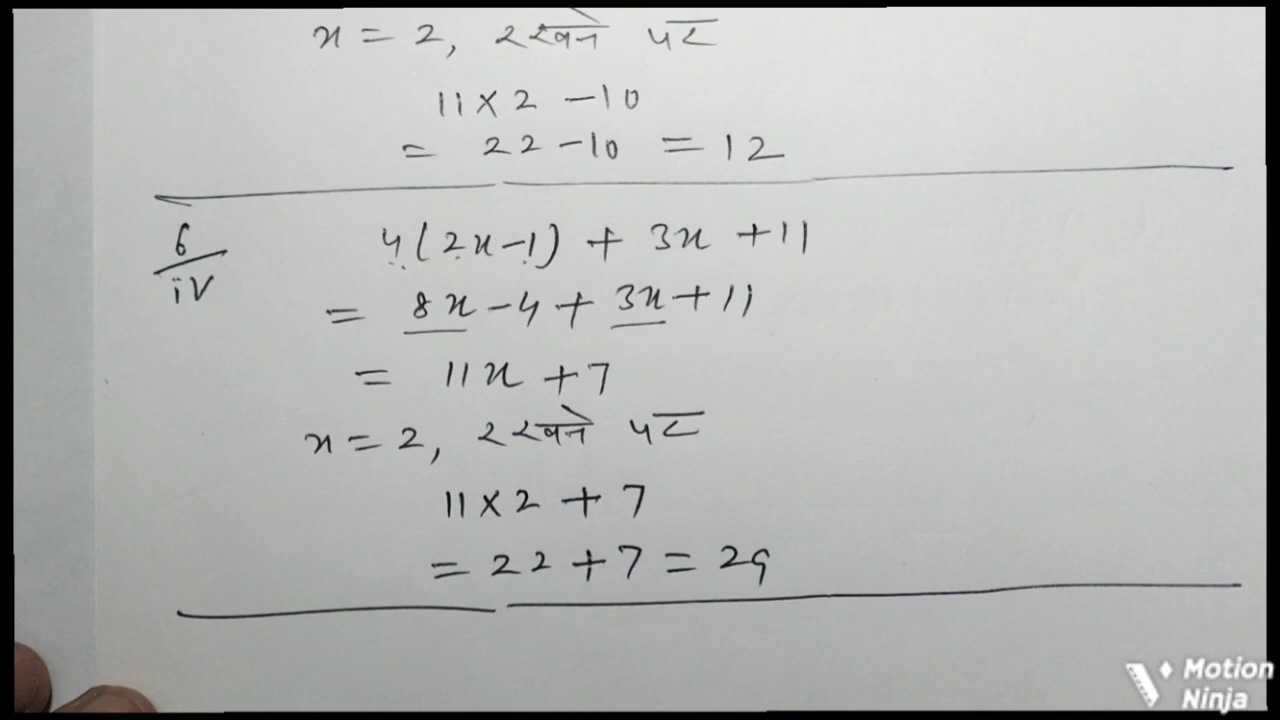 x = 2, रखने पर
11 × 2 - 10
= 22 - 10 = 12
6/iv 4(2x-1) + 3x + 11
= 8x - 4 + 3x + 11
= 11x + 7
x = 2, रखने पर
11 × 2 + 7
= 22 + 7 = 29
Motion
Ninja